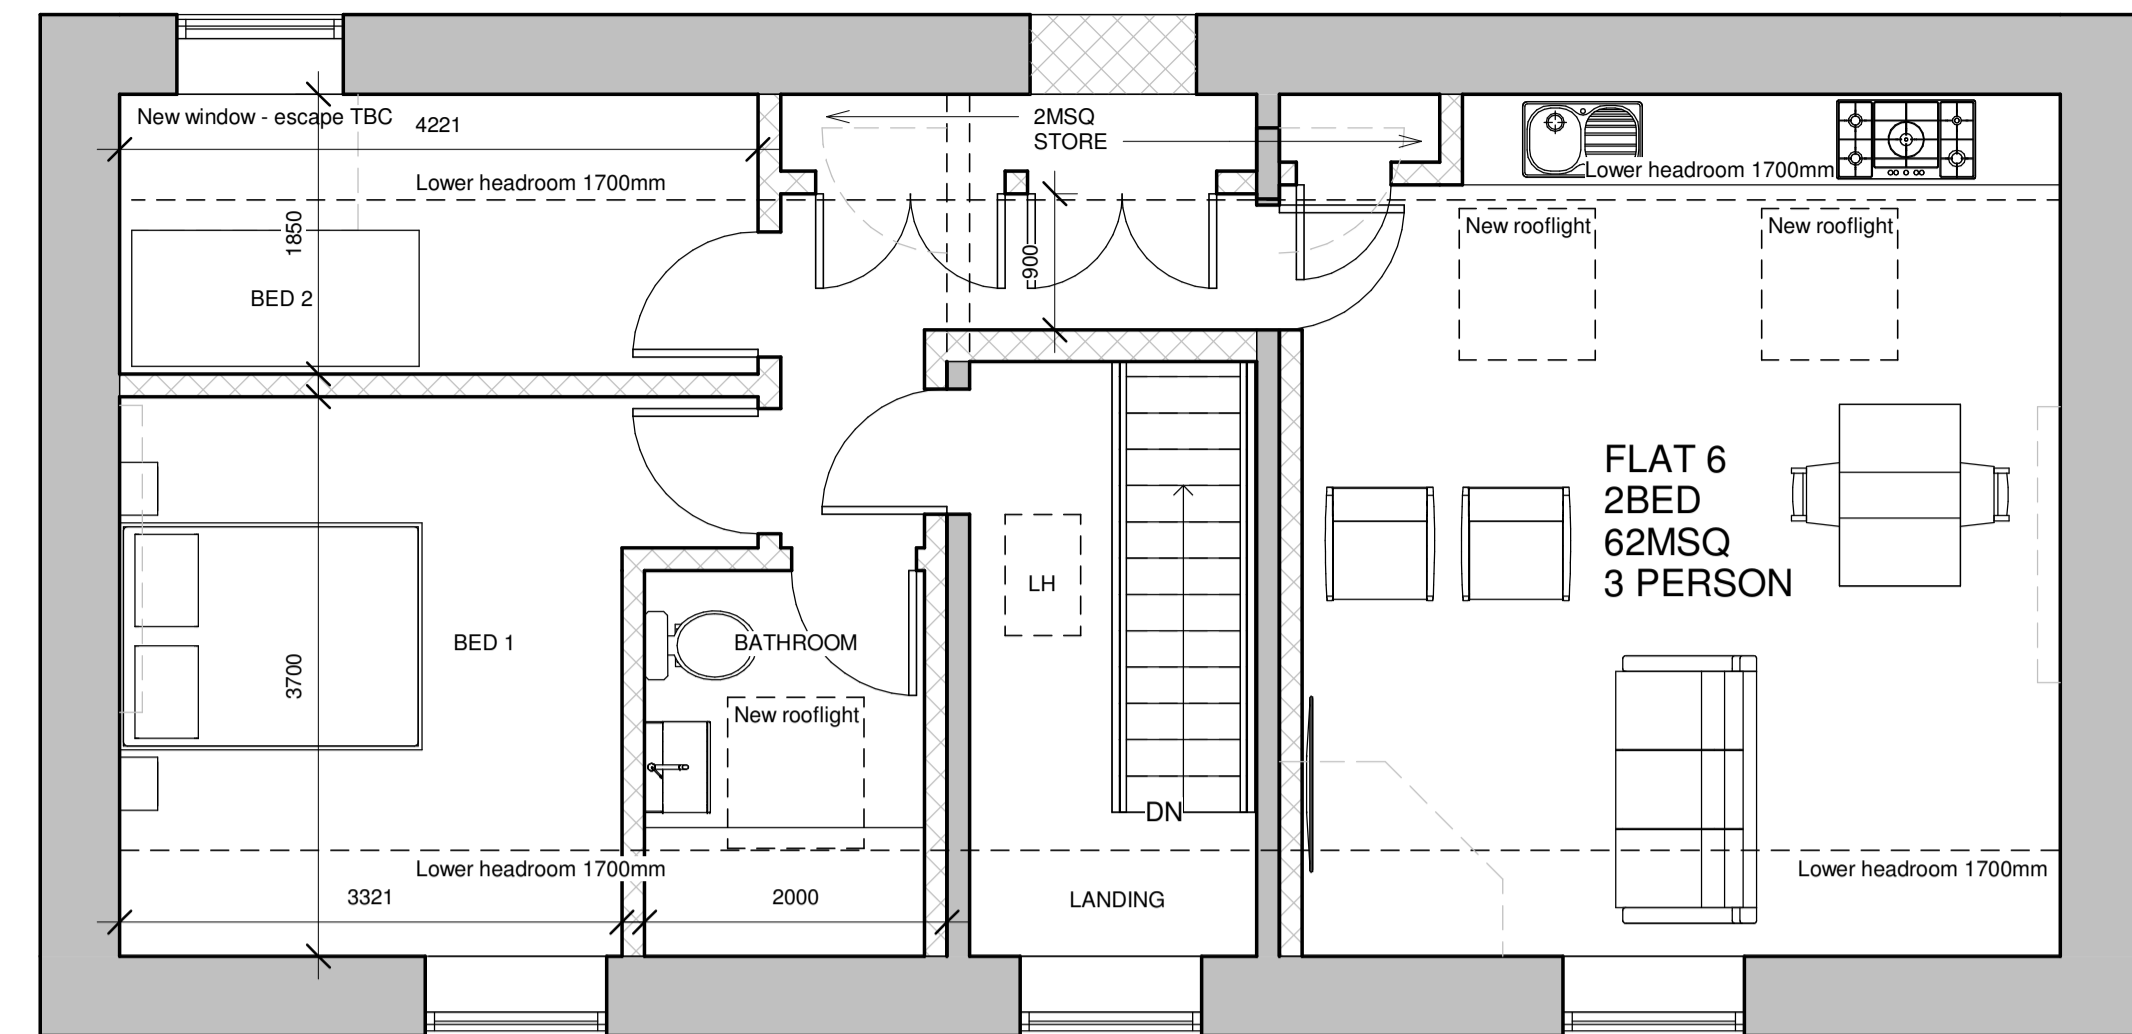 New window - escape TBC
4221
2MSQ
STORE
Lower headroom 1700mm
Lower headroom 1700mm
1850
BED 2
900
New rooflight
New rooflight
FLAT 6
2BED
62MSQ
3 PERSON
LH
BED 1
3700
BATHROOM
New rooflight
DN
Lower headroom 1700mm
Lower headroom 1700mm
3321
2000
LANDING